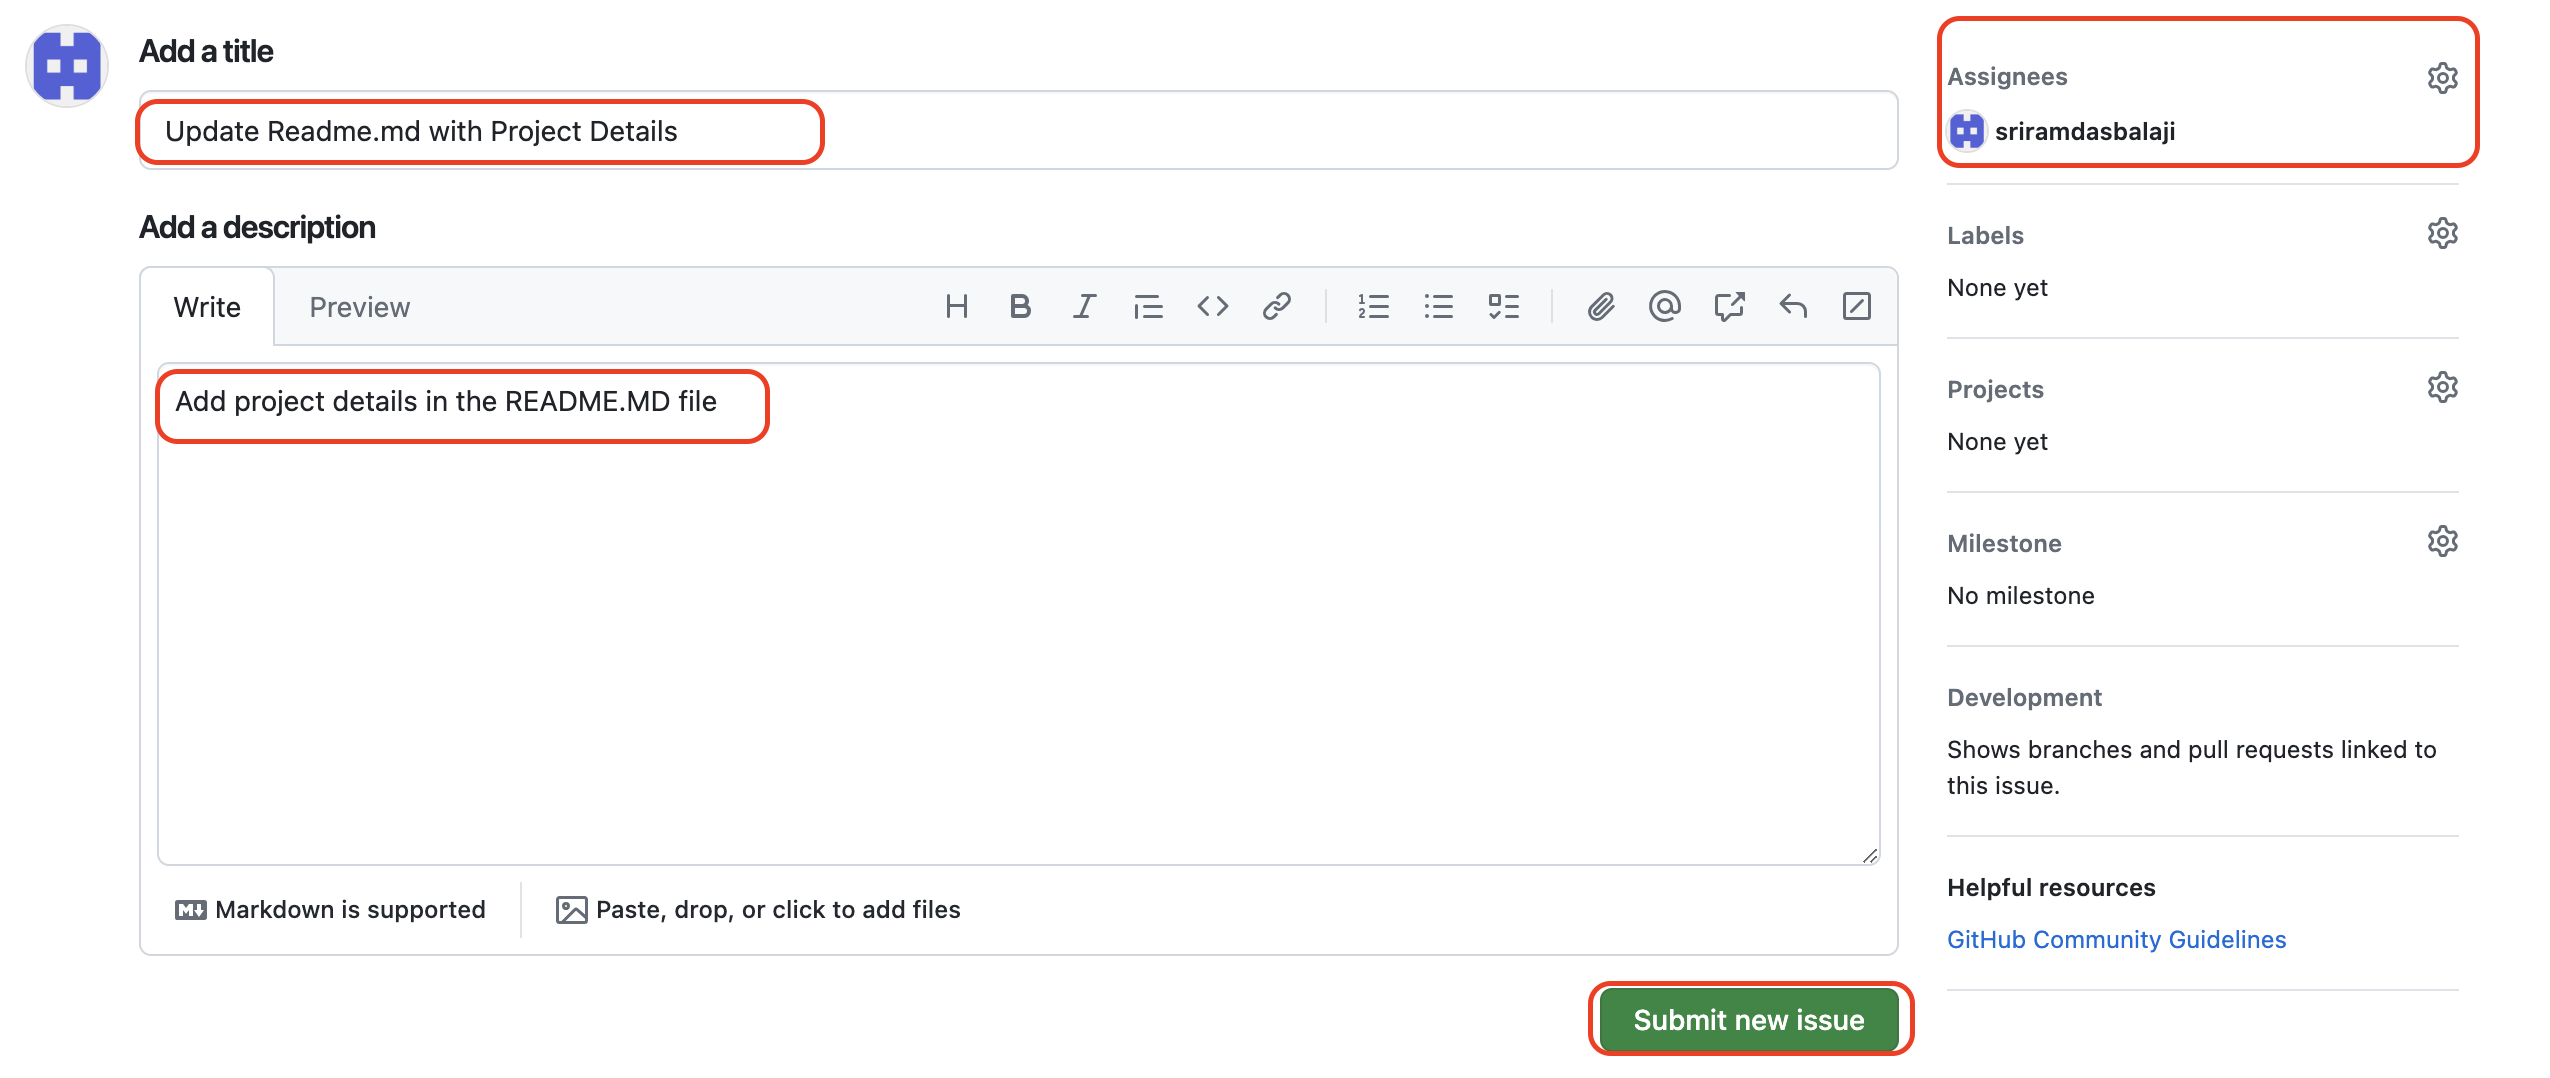 Add a title
Update Readme.md with Project Details
Add a description
Write
Preview
Add project details in the README.MD file
Markdown is supported
Paste, drop, or click to add files
Submit new issue
Assignees
sriramdasbalaji
Labels
None yet
Projects
None yet
Milestone
No milestone
Development
Shows branches and pull requests linked to
this issue.
Helpful resources
GitHub Community Guidelines